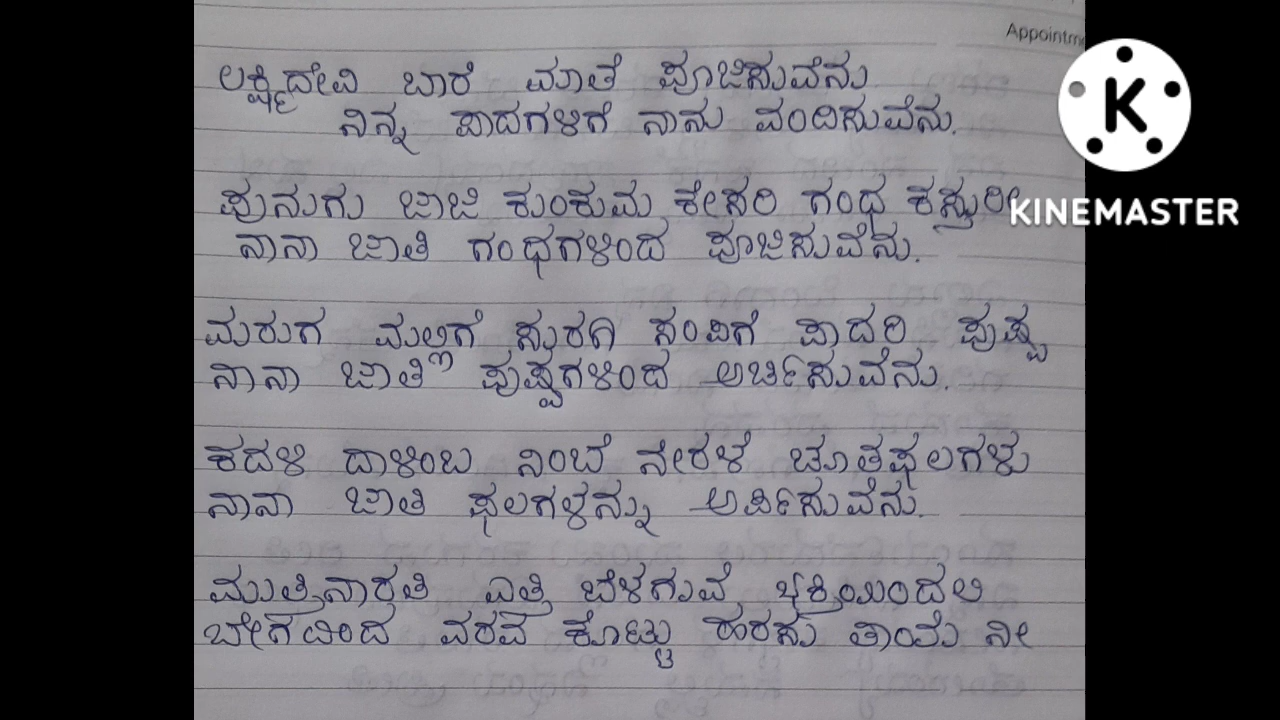 Appointm
ಲಕ್ಷ್ಮಿದೇವಿ ಬಾರೆ ಮಾತೆ ಪೂಜಿಸುವೆನು
ನಿನ್ನ ಪಾದಗಳಿಗೆ ನಾನು ವಂದಿಸುವೆನು.
ಪುನುಗು ಜಾಜಿ ಕುಂಕುಮ ಕೇಸರಿ ಗಂಧ ಕಸ್ತುರೀ
ನಾನಾ ಜಾತಿ ಗಂಧಗಳಿಂದ ಪೂಜಿಸುವೆನು.
ಮರುಗ ಮಲ್ಲಿಗೆ ಸುರಗಿ ಸಂಪಿಗೆ ಪಾದರಿ ಪುಷ್ಪ
ನಾನಾ ಜಾತಿ ಪುಷ್ಪಗಳಿಂದ ಅರ್ಚಿಸುವೆನು.
ಕದಳಿ ದಾಳಿಂಬ ನಿಂಬೆ ನೇರಳೆ ಚೂತಫಲಗಳು
ನಾನಾ ಜಾತಿ ಫಲಗಳನ್ನು ಅರ್ಪಿಸುವೆನು.
ಮುತ್ತಿನಾರತಿ ಎತ್ತಿ ಬೆಳಗುವೆ ಭಕ್ತಿಯಿಂದಲಿ
ಬೇಗದಿಂದ ವರವ ಕೊಟ್ಟು ಹರಸು ತಾಯೆ ನೀ
K
KINEMASTER